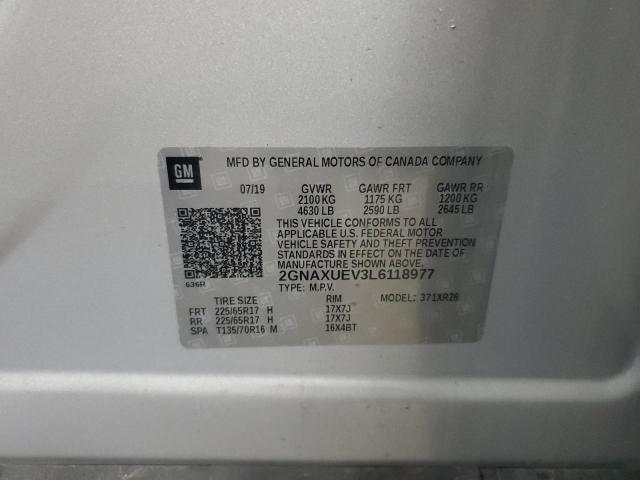 GM
MFD BY GENERAL MOTORS OF CANADA COMPANY
07/19 GVWR GAWR FRT GAWR RR
2100 KG 1175 KG 1200 KG
4630 LB 2590 LB 2645 LB
THIS VEHICLE CONFORMS TO ALL
APPLICABLE U.S. FEDERAL MOTOR
VEHICLE SAFETY AND THEFT PREVENTION
STANDARDS IN EFFECT ON THE DATE OF
MANUFACTURE SHOWN ABOVE.
636R
2GNAXUEV3L6118977
TYPE: M.P.V.
TIRE SIZE RIM MODEL: 371XR26
FRT 225/65R17 H 17X7J
RR 225/65R17 H 17X7J
SPA T135/70R16 M 16X4BT